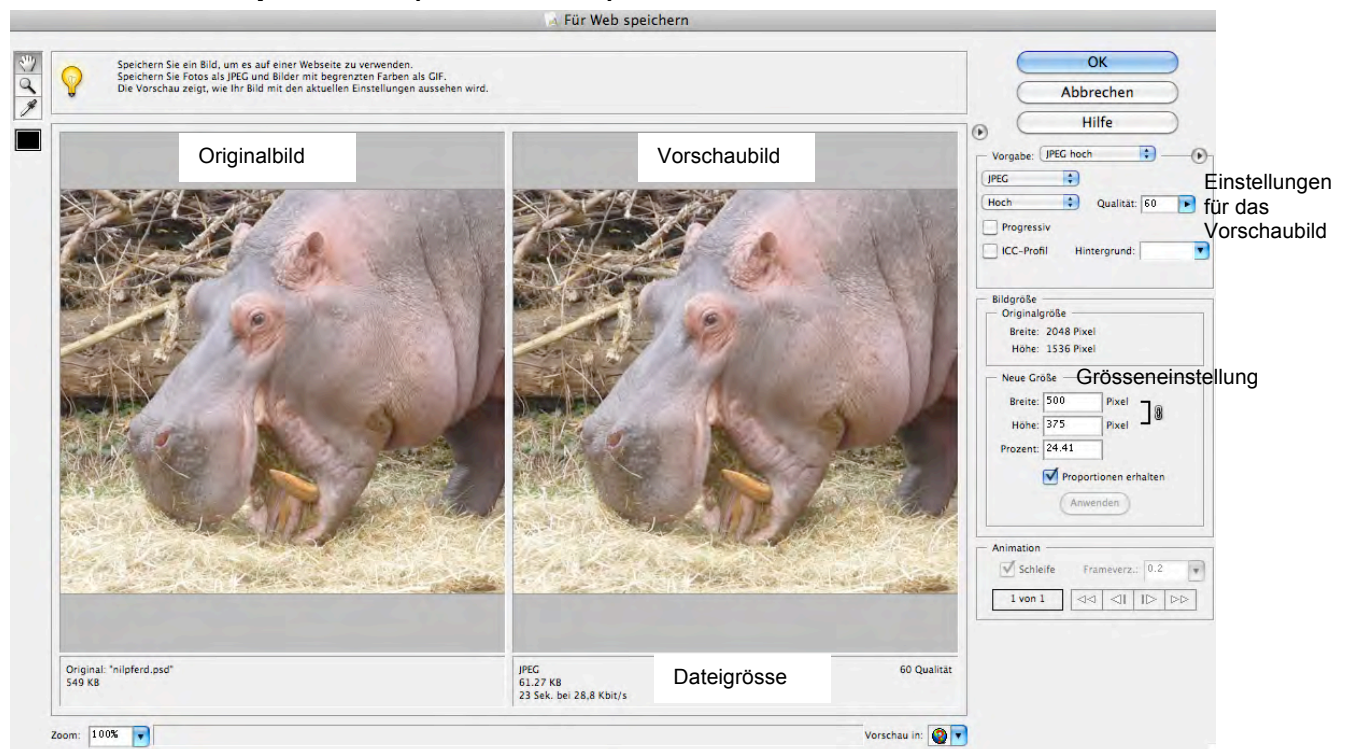 Für Web speichern
Speichern Sie ein Bild, um es auf einer Webseite zu verwenden.
Speichern Sie Fotos als JPEG und Bilder mit begrenzten Farben als GIF.
Die Vorschau zeigt, wie Ihr Bild mit den aktuellen Einstellungen aussehen wird.
OK
Abbrechen
Hilfe
Originalbild
Vorschaubild
Vorgabe: JPEG hoch
JPEG
Hoch
Qualität: 60
Progressiv
ICC-Profil
Hintergrund:
Einstellungen
für das
Vorschaubild
Bildgröße
Originalgröße
Breite: 2048 Pixel
Höhe: 1536 Pixel
Neue Größe
Grösseneinstellung
Breite: 500 Pixel
Höhe: 375 Pixel
Prozent: 24.41
Proportionen erhalten
Anwenden
Animation
Schleife
Frameverz.: 0.2
1 von 1
Original: "nilpferd.psd"
549 KB
JPEG
61.27 KB
23 Sek. bei 28,8 Kbit/s
Dateigrösse
60 Qualität
Zoom: 100%
Vorschau in: